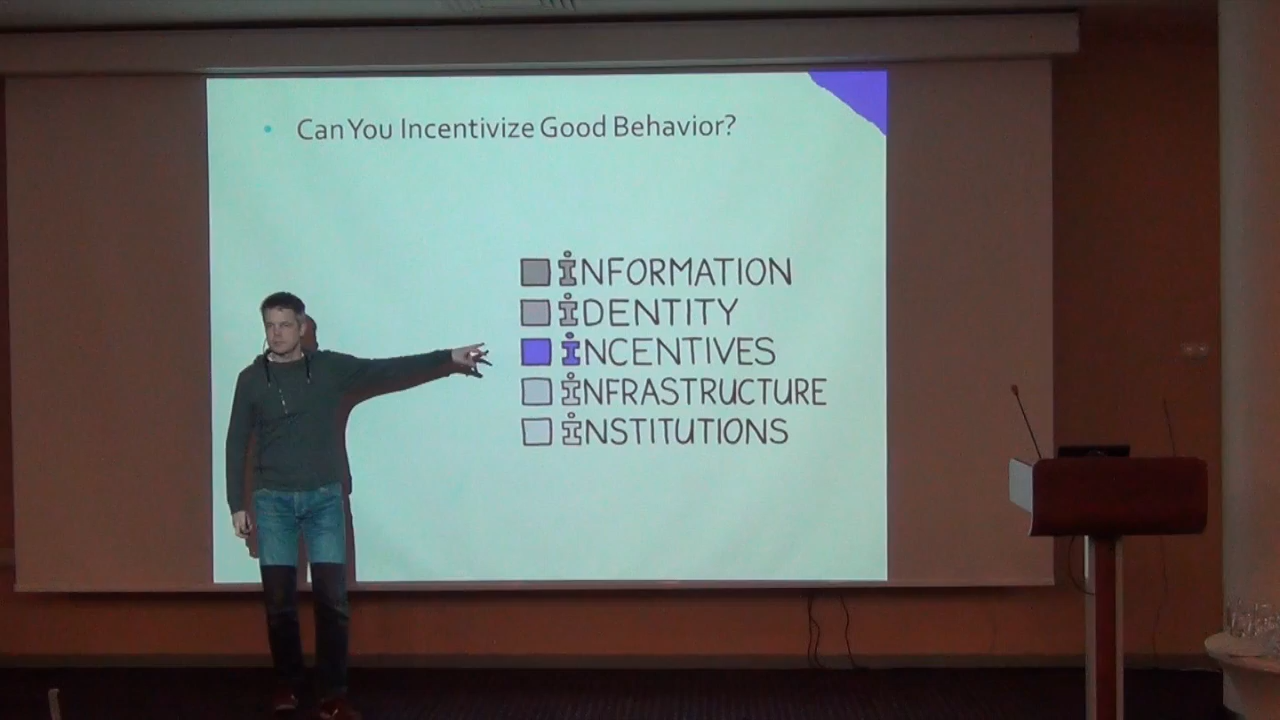 • Can You Incentivize Good Behavior?
iNFORMATION
iDENTITY
iNCENTIVES
iNFRASTRUCTURE
iNSTITUTIONS